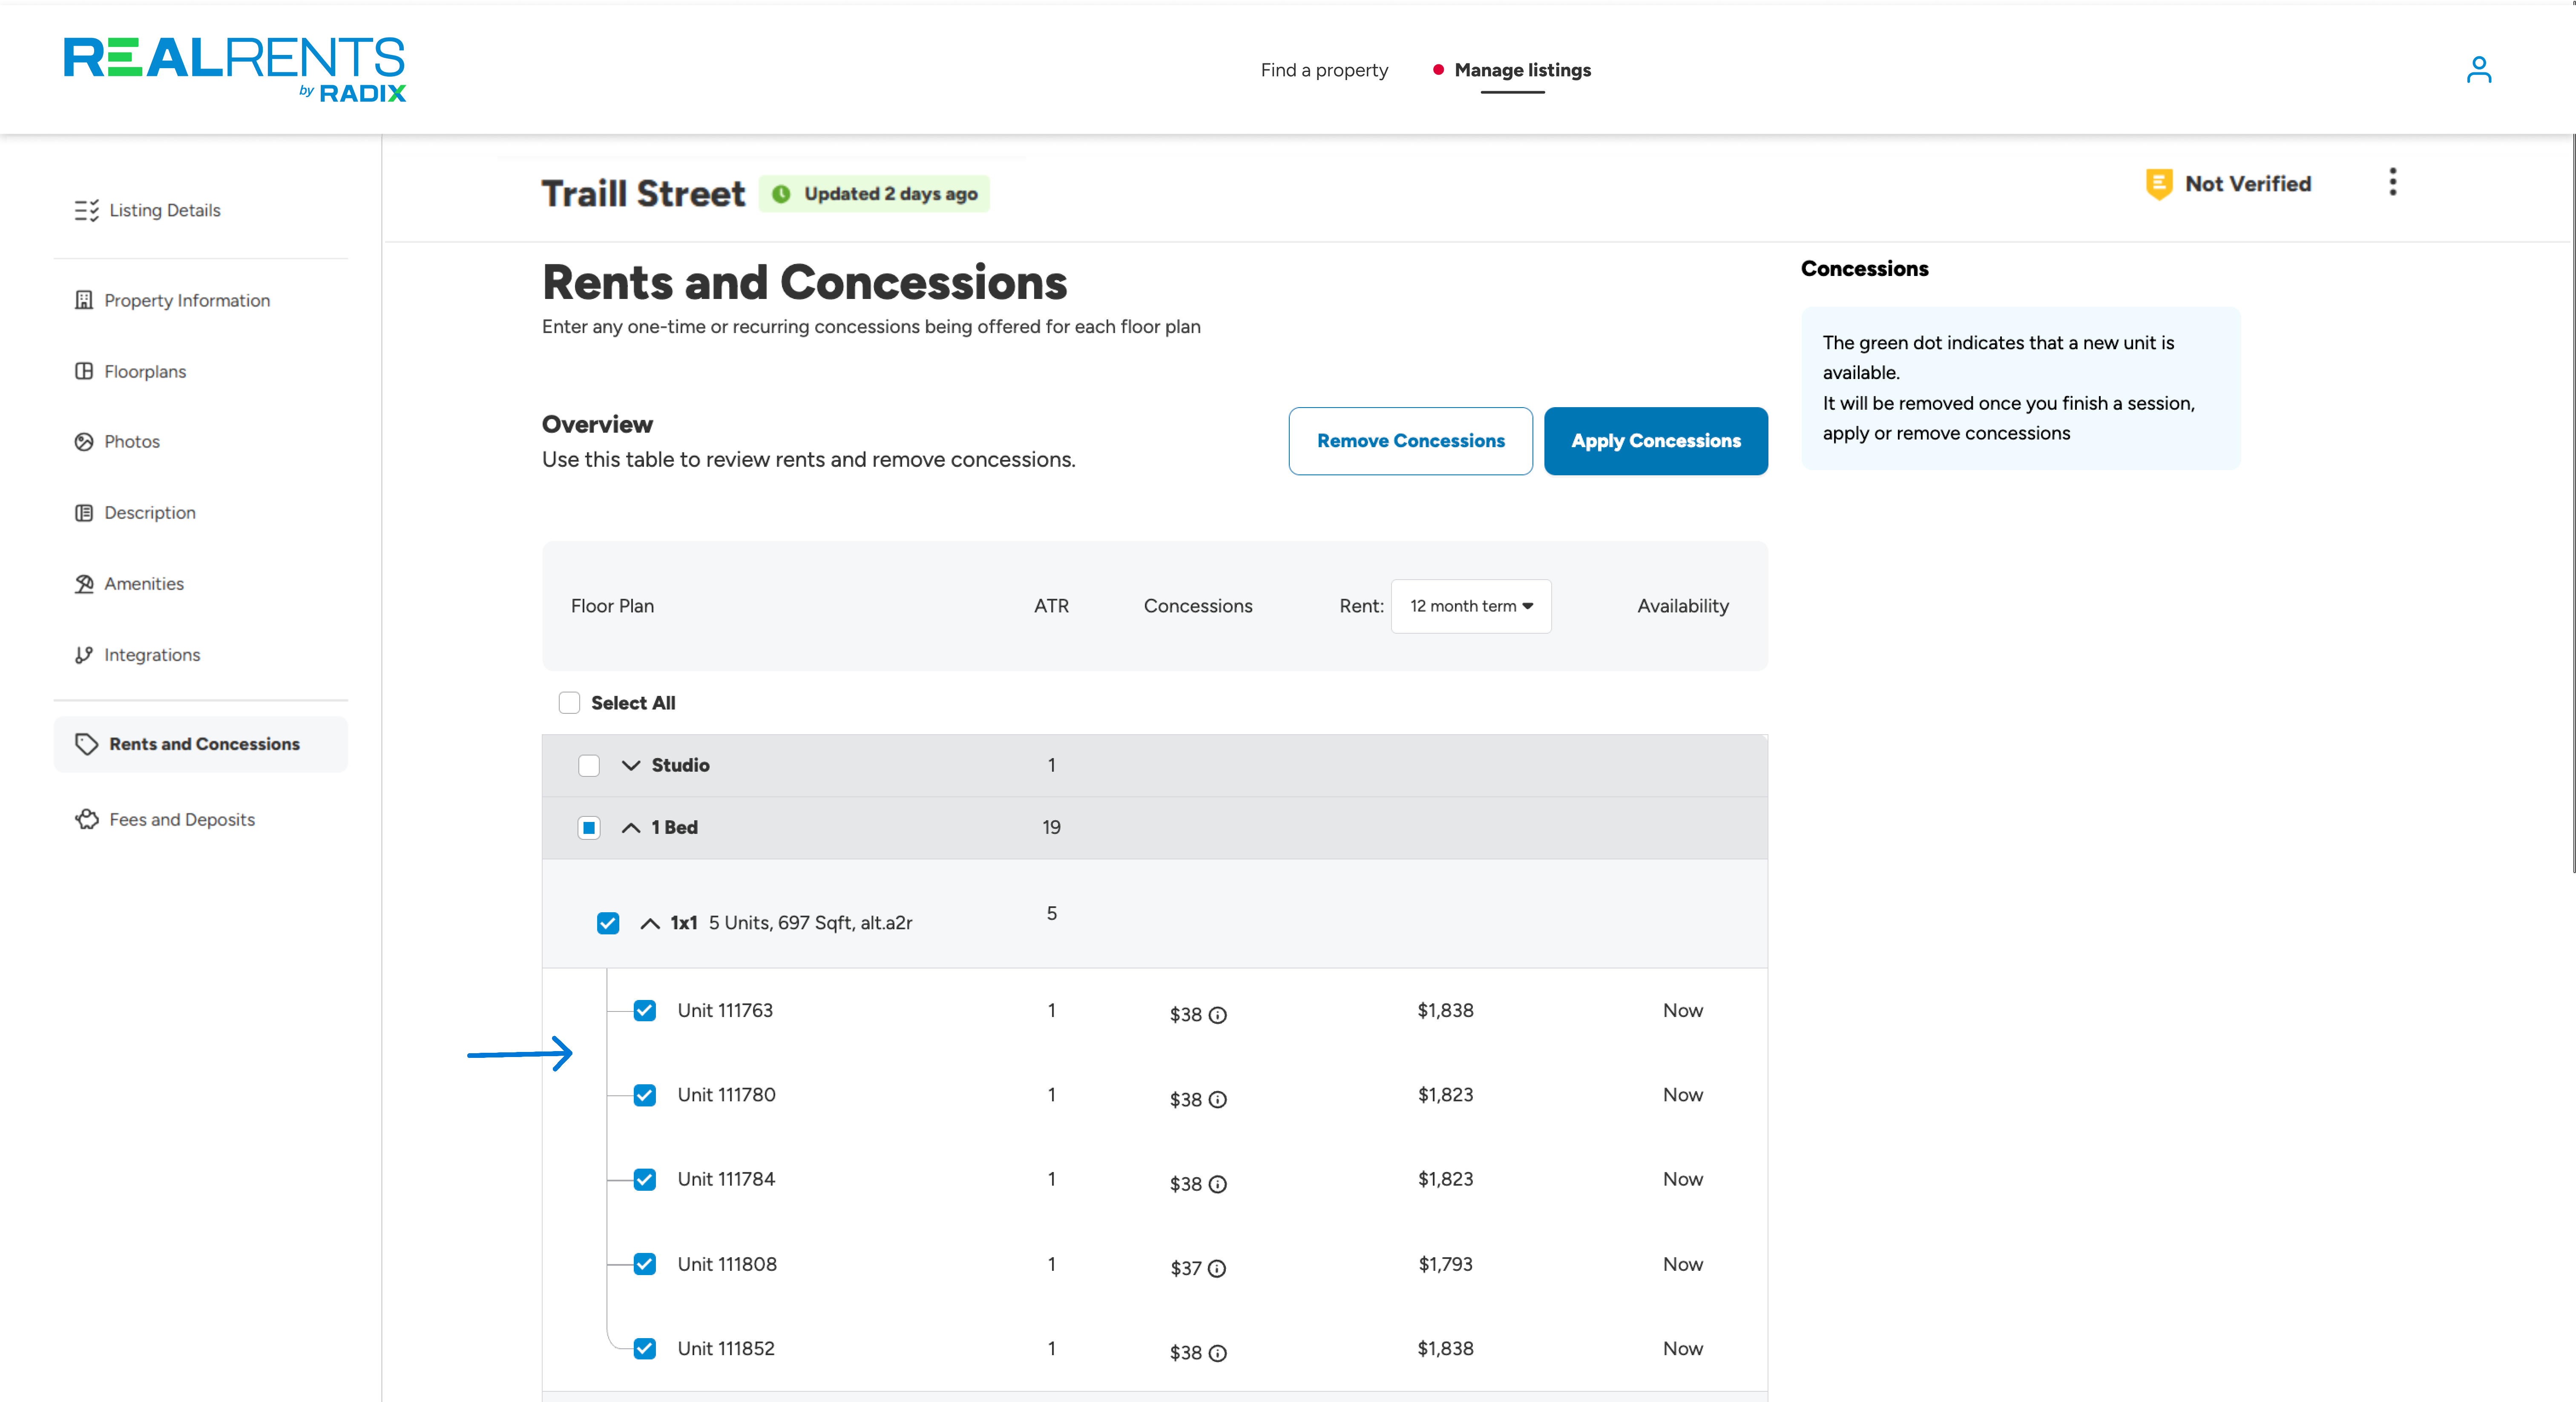 REALRENTS
by RADIX
Find a property
Manage listings
Listing Details
Property Information
Floorplans
Photos
Description
Amenities
Integrations
Rents and Concessions
Fees and Deposits
Traill Street
Updated 2 days ago
Not Verified
Rents and Concessions
Enter any one-time or recurring concessions being offered for each floor plan
Overview
Use this table to review rents and remove concessions.
Remove Concessions
Apply Concessions
Concessions
The green dot indicates that a new unit is
available.
It will be removed once you finish a session,
apply or remove concessions
Floor Plan ATR Concessions Rent: 12 month term Availability
Select All
Studio 1
1 Bed 19
1x1 5 Units, 697 Sqft, alt.a2r 5
Unit 111763 1 $38 $1,838 Now
Unit 111780 1 $38 $1,823 Now
Unit 111784 1 $38 $1,823 Now
Unit 111808 1 $37 $1,793 Now
Unit 111852 1 $38 $1,838 Now